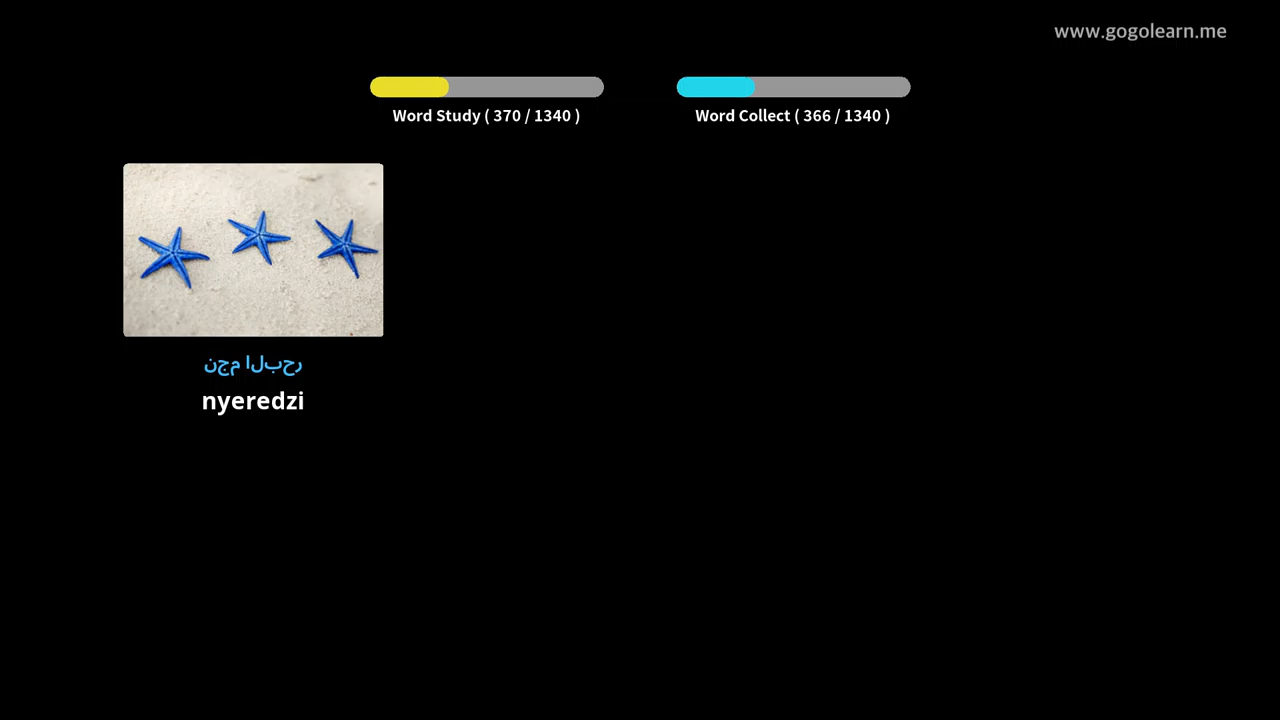 www.gogolearn.me
Word Study ( 370 / 1340 )
Word Collect ( 366 / 1340 )
نجم البحر
nyeredzi